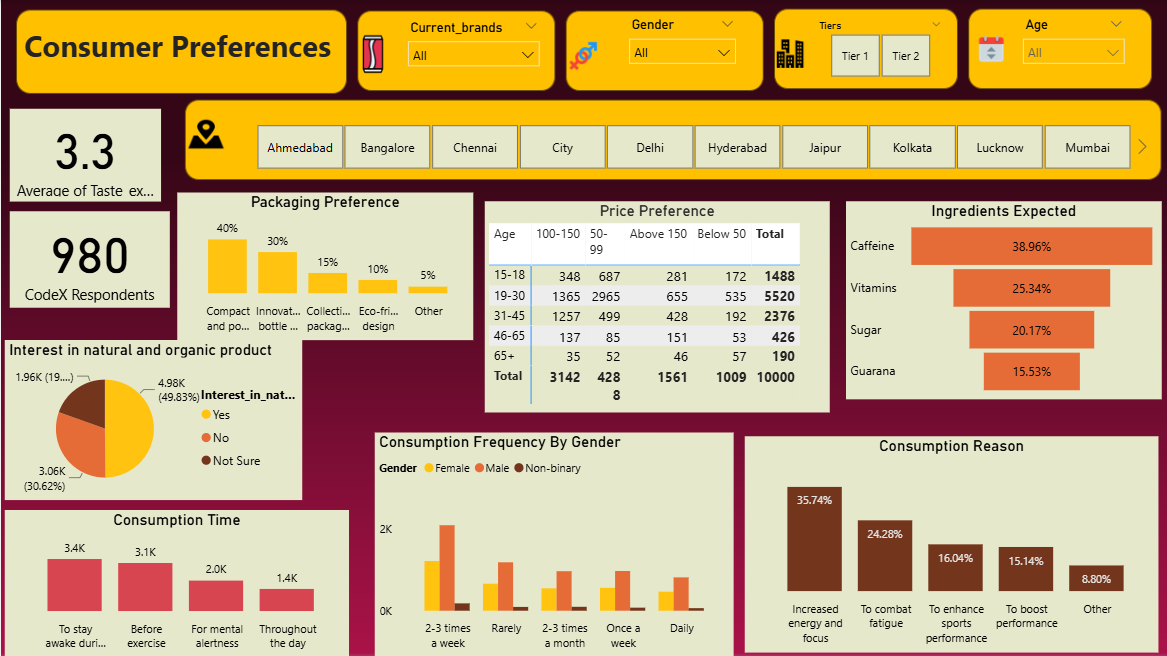 Consumer Preferences
Current_brands
All
Gender
All
Tiers
Tier 1
Tier 2
Age
All
Ahmedabad
Bangalore
Chennai
City
Delhi
Hyderabad
Jaipur
Kolkata
Lucknow
Mumbai
3.3
Average of Taste_ex...
980
CodeX Respondents
Packaging Preference
40%
30%
15%
10%
5%
Compact
and po...
Innovat...
bottle ...
Collecti...
packag...
Eco-fri...
design
Other
Price Preference
Age 100-150 50-99 Above 150 Below 50 Total
15-18 348 687 281 172 1488
19-30 1365 2965 655 535 5520
31-45 1257 499 428 192 2376
46-65 137 85 151 53 426
65+ 35 52 46 57 190
Total 3142 4288 1561 1009 10000
Ingredients Expected
Caffeine 38.96%
Vitamins 25.34%
Sugar 20.17%
Guarana 15.53%
Interest in natural and organic product
1.96K (19....)
4.98K
(49.83%)
3.06K
(30.62%)
Interest_in_nat...
Yes
No
Not Sure
Consumption Time
3.4K
3.1K
2.0K
1.4K
To stay
awake duri...
Before
exercise
For mental
alertness
Throughout
the day
Consumption Frequency By Gender
Gender Female Male Non-binary
2K
0K
2-3 times
a week
Rarely
2-3 times
a month
Once a
week
Daily
Consumption Reason
35.74%
24.28%
16.04%
15.14%
8.80%
Increased
energy and
focus
To combat
fatigue
To enhance
sports
performance
To boost
performance
Other